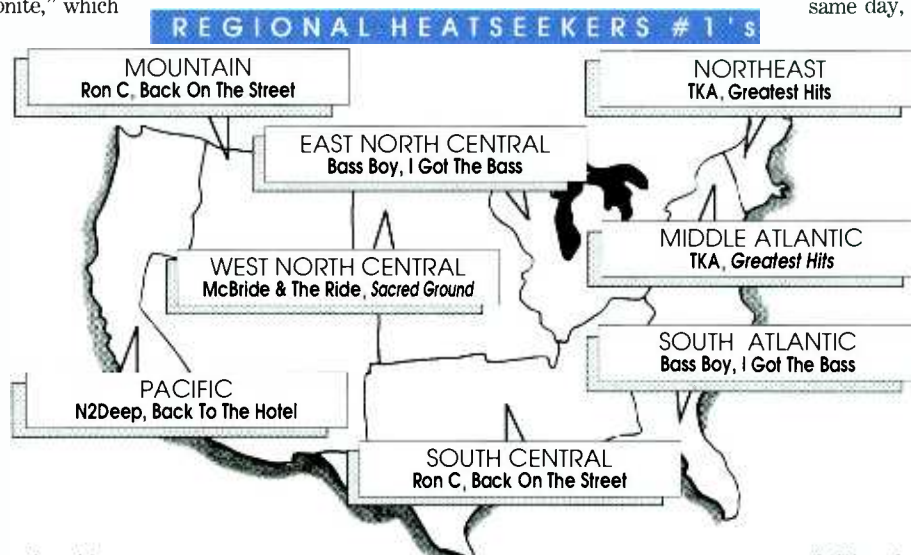 onite,” which
same day,
REGIONAL HEATSEEKERS #1's
MOUNTAIN
Ron C, Back On The Street
NORTHEAST
TKA, Greatest Hits
EAST NORTH CENTRAL
Bass Boy, I Got The Bass
MIDDLE ATLANTIC
TKA, Greatest Hits
WEST NORTH CENTRAL
McBride & The Ride, Sacred Ground
SOUTH ATLANTIC
Bass Boy, I Got The Bass
PACIFIC
N2Deep, Back To The Hotel
SOUTH CENTRAL
Ron C, Back On The Street